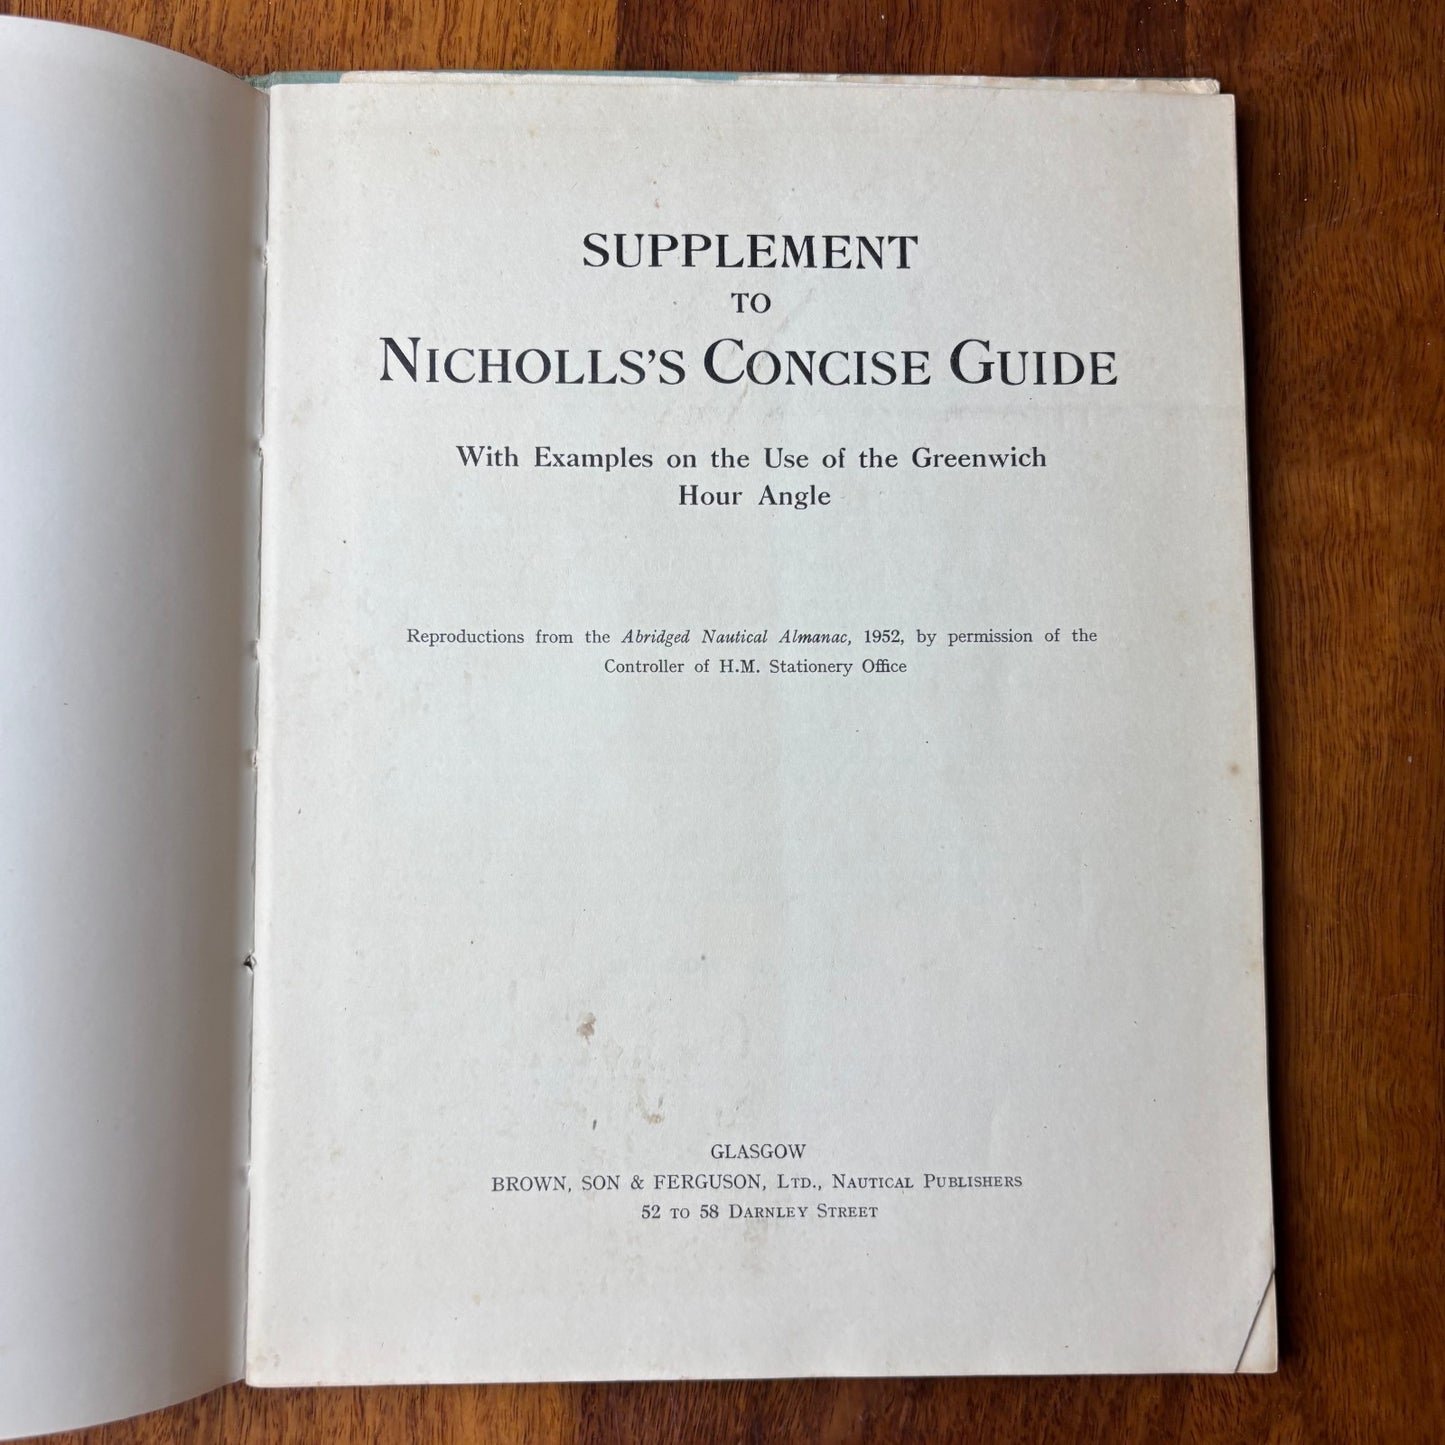 SUPPLEMENT
TO
NICHOLLS'S CONCISE GUIDE
With Examples on the Use of the Greenwich
Hour Angle
Reproductions from the Abridged Nautical Almanac, 1952, by permission of the
Controller of H.M. Stationery Office
GLASGOW
BROWN, SON & FERGUSON, LTD., NAUTICAL PUBLISHERS
52 TO 58 DARNLEY STREET